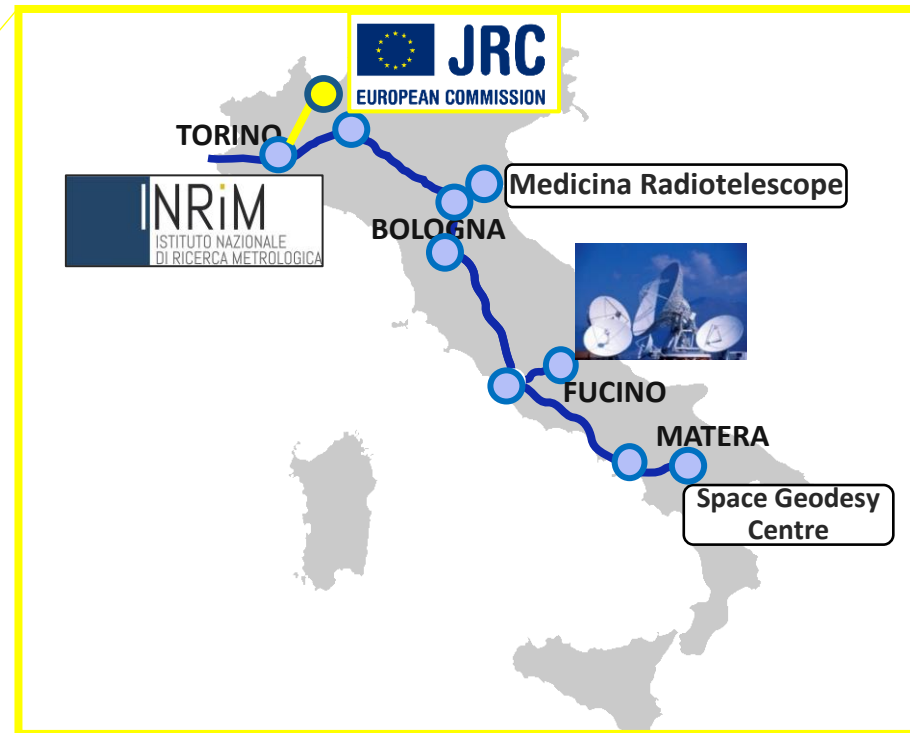 JRC
EUROPEAN COMMISSION
TORINO
INRiM
ISTITUTO NAZIONALE
DI RICERCA METROLOGICA
Medicina Radiotelescope
BOLOGNA
FUCINO
MATERA
Space Geodesy
Centre